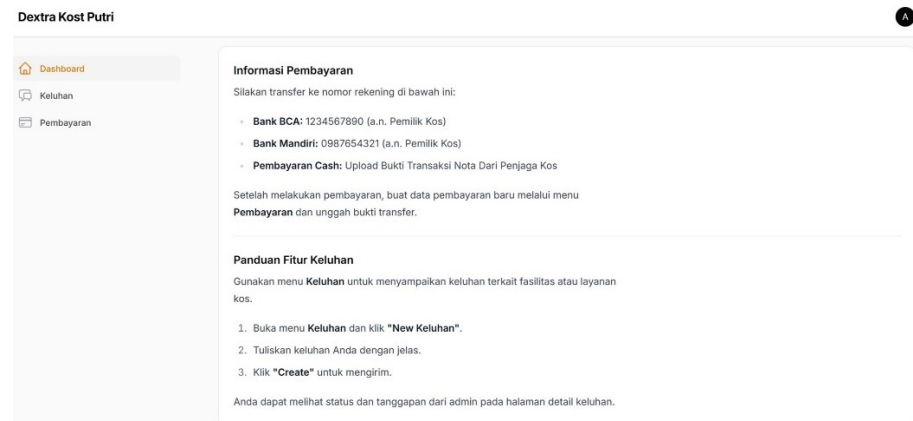 Dextra Kost Putri
A
Dashboard
Keluhan
Pembayaran
Informasi Pembayaran
Silakan transfer ke nomor rekening di bawah ini:
Bank BCA: 1234567890 (a.n. Pemilik Kos)
Bank Mandiri: 0987654321 (a.n. Pemilik Kos)
Pembayaran Cash: Upload Bukti Transaksi Nota Dari Penjaga Kos
Setelah melakukan pembayaran, buat data pembayaran baru melalui menu
Pembayaran dan unggah bukti transfer.
Panduan Fitur Keluhan
Gunakan menu Keluhan untuk menyampaikan keluhan terkait fasilitas atau layanan
kos.
1. Buka menu Keluhan dan klik "New Keluhan".
2. Tuliskan keluhan Anda dengan jelas.
3. Klik "Create" untuk mengirim.
Anda dapat melihat status dan tanggapan dari admin pada halaman detail keluhan.